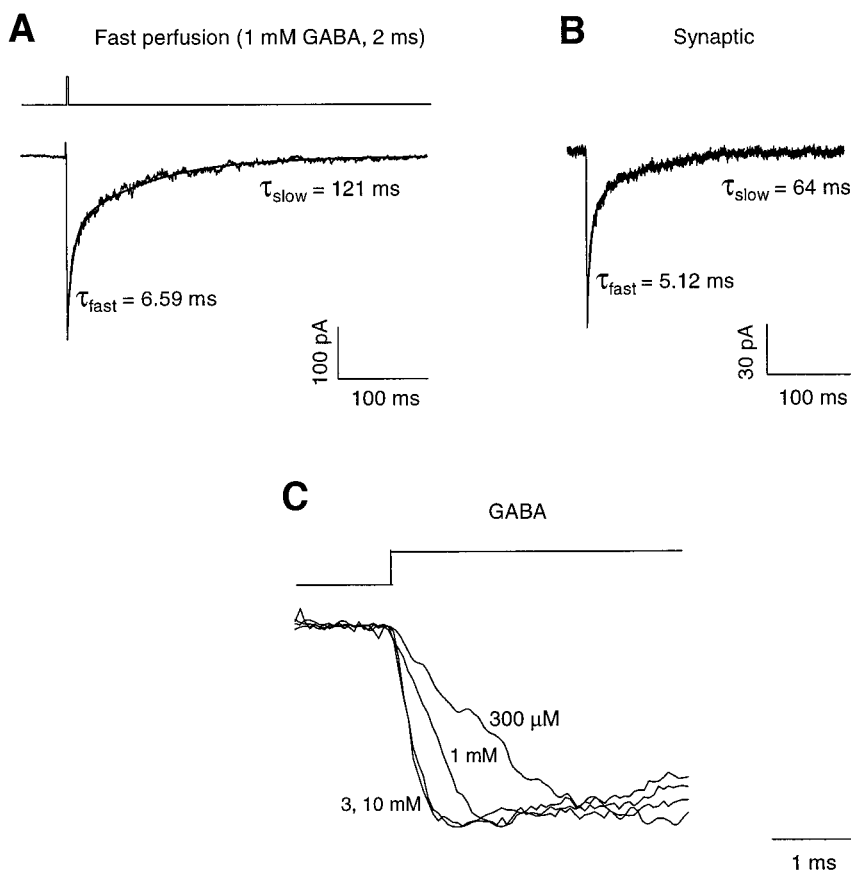 A
Fast perfusion (1 mM GABA, 2 ms)
τslow = 121 ms
τfast = 6.59 ms
100 pA
100 ms
B
Synaptic
τslow = 64 ms
τfast = 5.12 ms
30 pA
100 ms
C
GABA
300 μM
1 mM
3, 10 mM
1 ms